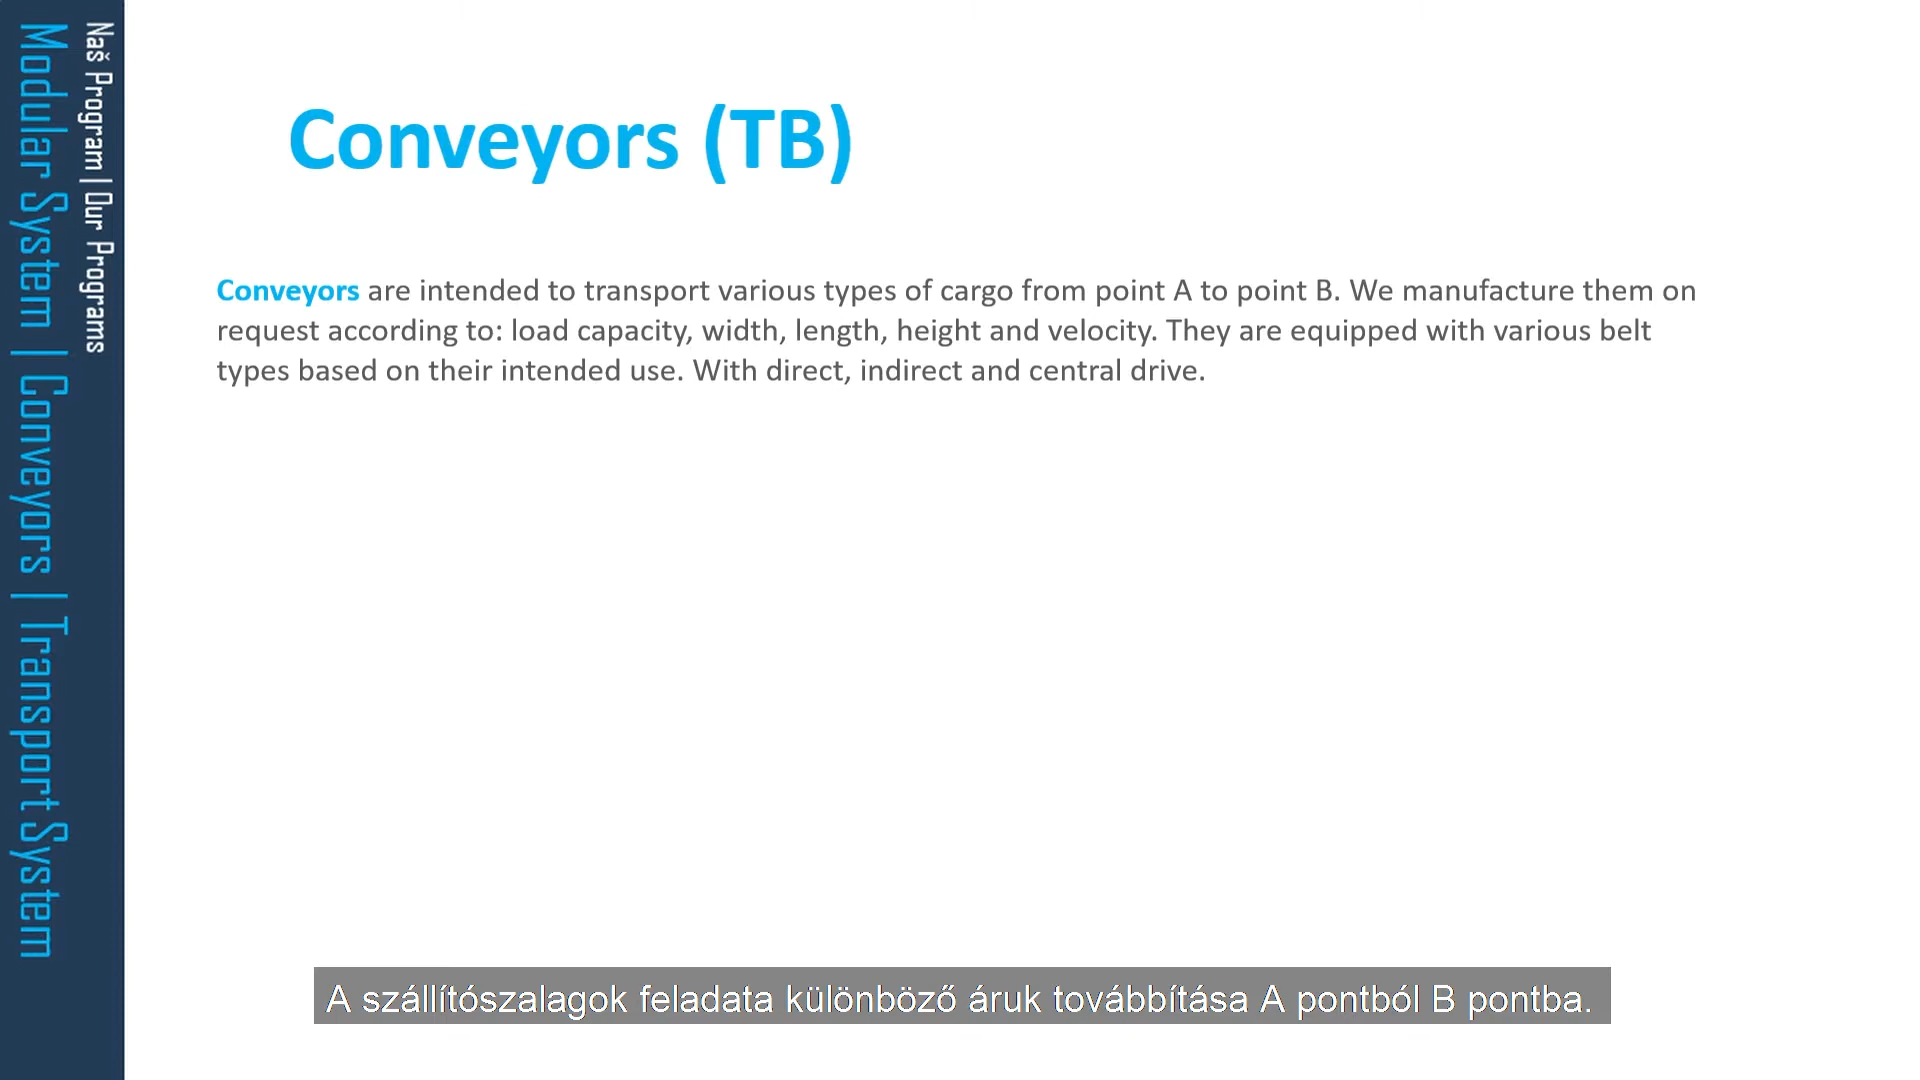 Naš Program | Our Programs
Modular System | Conveyors | Transport System
Conveyors (TB)
Conveyors are intended to transport various types of cargo from point A to point B. We manufacture them on
request according to: load capacity, width, length, height and velocity. They are equipped with various belt
types based on their intended use. With direct, indirect and central drive.
A szállítószalagok feladata különböző áruk továbbítása A pontból B pontba.